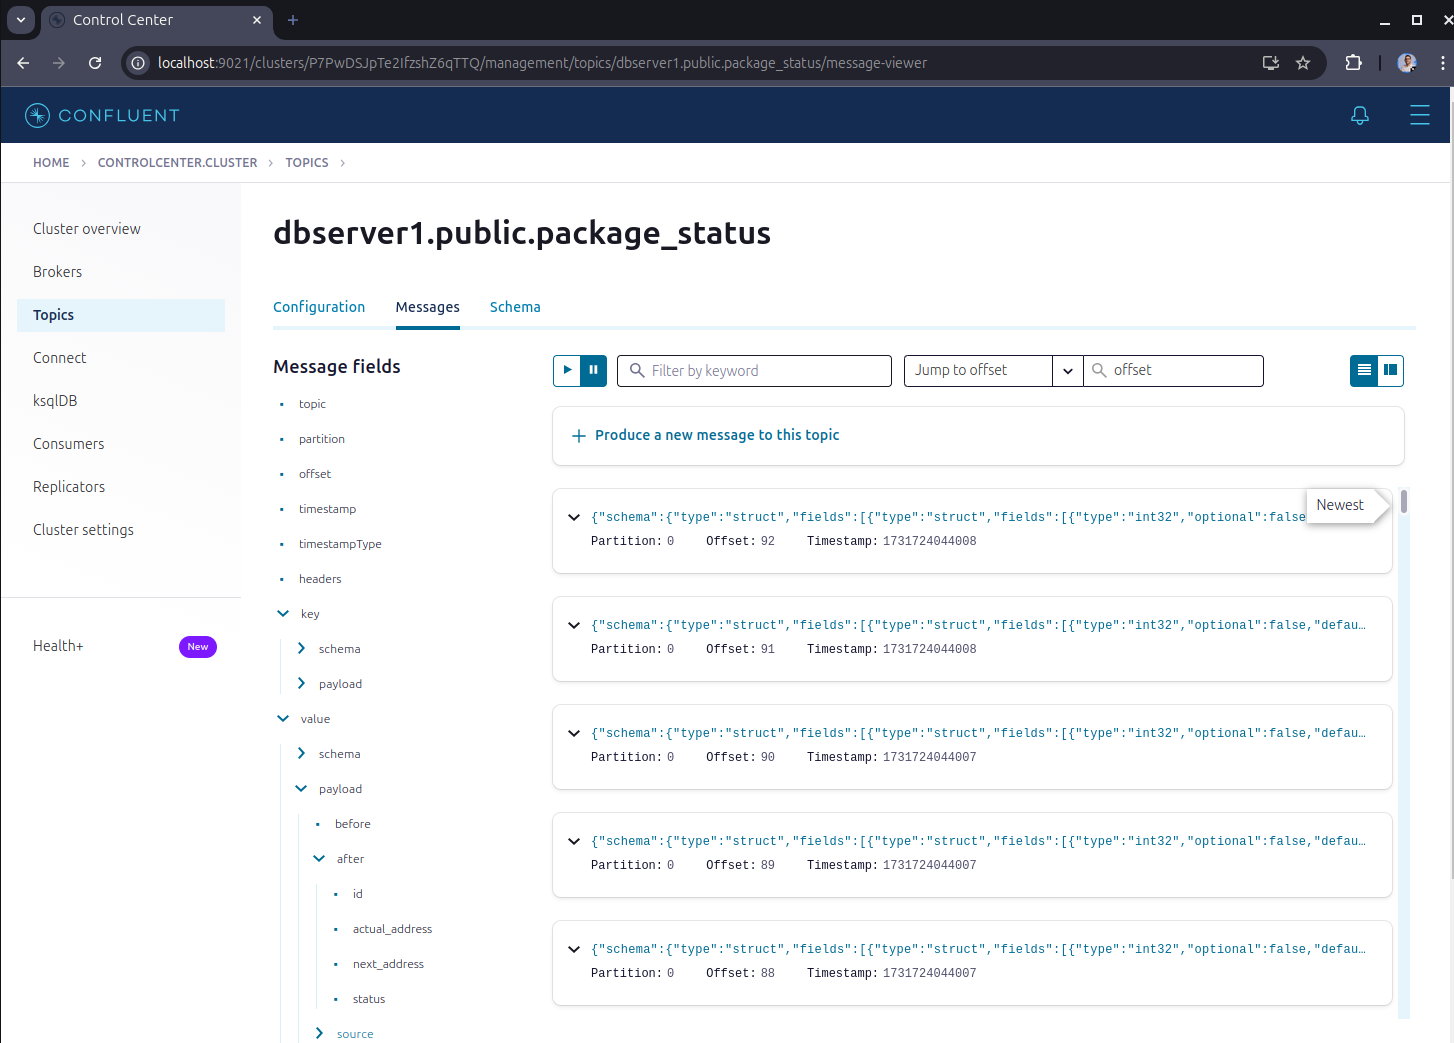 Control Center
localhost:9021/clusters/P7PwDSJpTe2IfzshZ6qTTQ/management/topics/dbserver1.public.package_status/message-viewer
CONFLUENT
HOME > CONTROLCENTER.CLUSTER > TOPICS >
Cluster overview
Brokers
Topics
Connect
ksqlDB
Consumers
Replicators
Cluster settings
Health+ New
dbserver1.public.package_status
Configuration Messages Schema
Message fields
topic
partition
offset
timestamp
timestampType
headers
key
schema
payload
value
schema
payload
before
after
id
actual_address
next_address
status
source
Filter by keyword Jump to offset offset
Produce a new message to this topic
Newest
{"schema":{"type":"struct","fields":[{"type":"struct","fields":[{"type":"int32","optional":false
Partition: 0 Offset: 92 Timestamp: 1731724044008
{"schema":{"type":"struct","fields":[{"type":"struct","fields":[{"type":"int32","optional":false,"defau…
Partition: 0 Offset: 91 Timestamp: 1731724044008
{"schema":{"type":"struct","fields":[{"type":"struct","fields":[{"type":"int32","optional":false,"defau…
Partition: 0 Offset: 90 Timestamp: 1731724044007
{"schema":{"type":"struct","fields":[{"type":"struct","fields":[{"type":"int32","optional":false,"defau…
Partition: 0 Offset: 89 Timestamp: 1731724044007
{"schema":{"type":"struct","fields":[{"type":"struct","fields":[{"type":"int32","optional":false,"defau…
Partition: 0 Offset: 88 Timestamp: 1731724044007